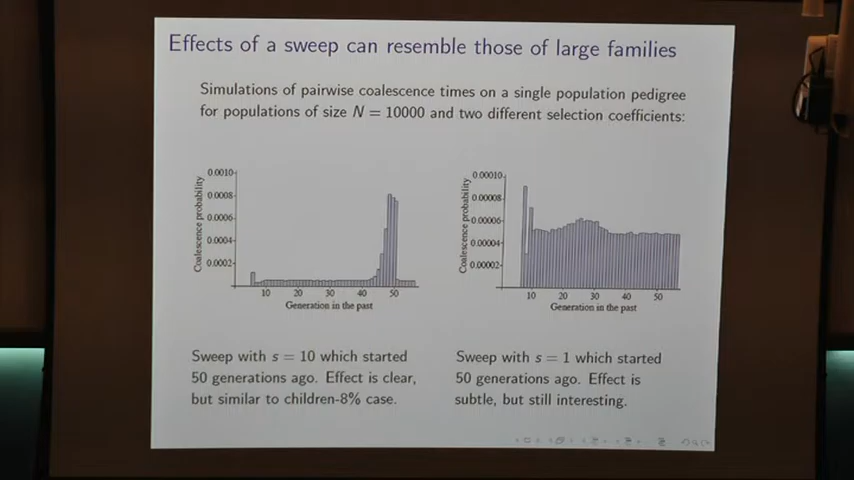 Effects of a sweep can resemble those of large families
Simulations of pairwise coalescence times on a single population pedigree
for populations of size N = 10000 and two different selection coefficients:
0.0010
0.0008
0.0006
0.0004
0.0002
Coalescence probability
10 20 30 40 50
Generation in the past
0.00010
0.00008
0.00006
0.00004
0.00002
Coalescence probability
10 20 30 40 50
Generation in the past
Sweep with s = 10 which started
50 generations ago. Effect is clear,
but similar to children-8% case.
Sweep with s = 1 which started
50 generations ago. Effect is
subtle, but still interesting.